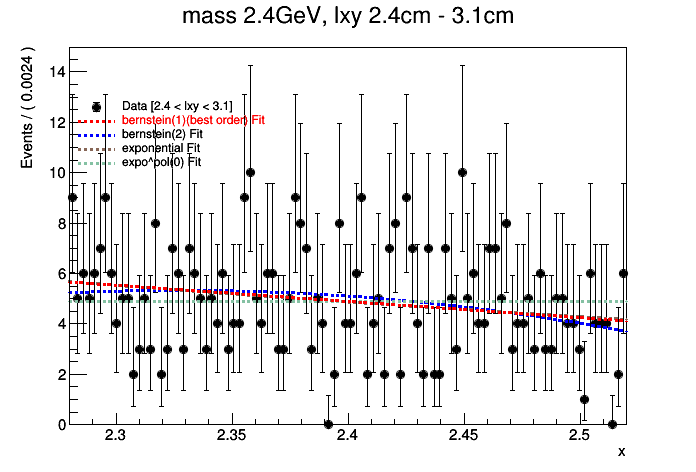 mass 2.4GeV, lxy 2.4cm - 3.1cm
Events / ( 0.0024 )
14
12
10
8
6
4
2
0
Data [2.4 < lxy < 3.1]
bernstein(1)(best order) Fit
bernstein(2) Fit
exponential Fit
expo^pol(0) Fit
2.3
2.35
2.4
2.45
2.5
x